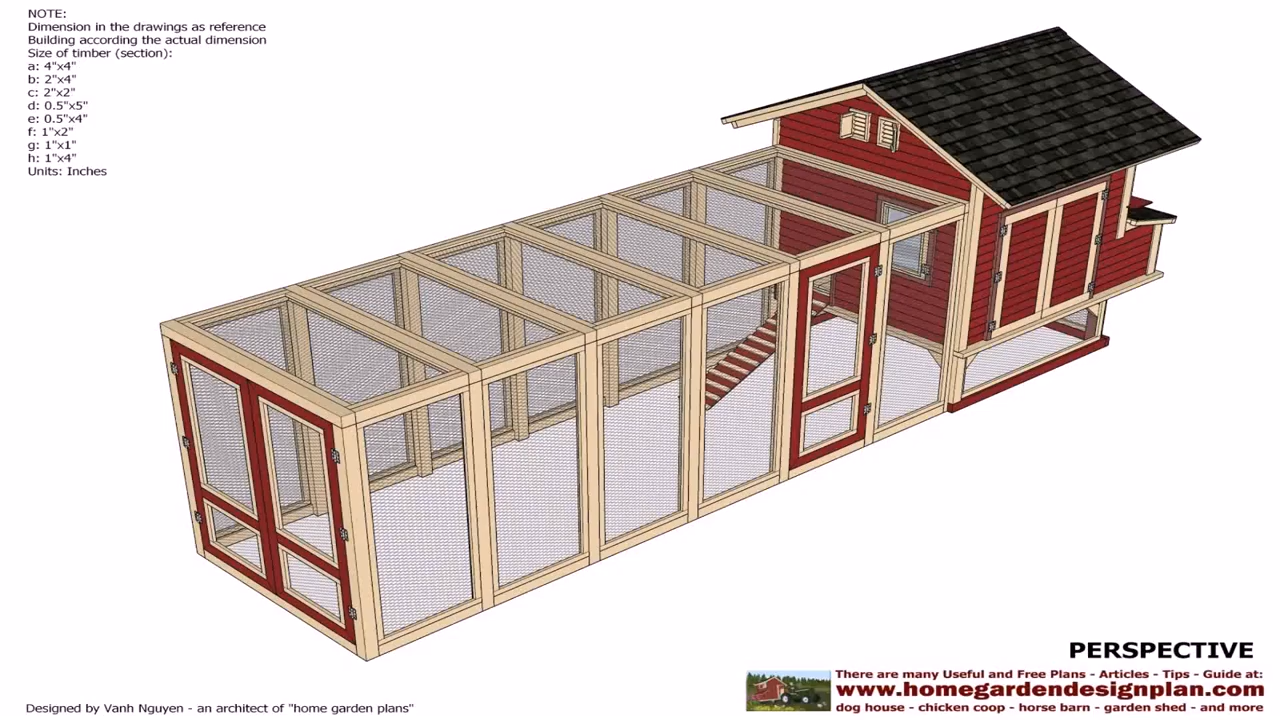 NOTE:
Dimension in the drawings as reference
Building according the actual dimension
Size of timber (section):
a: 4"x4"
b: 2"x4"
c: 2"x2"
d: 0.5"x5"
e: 0.5"x4"
f: 1"x2"
g: 1"x1"
h: 1"x4"
Units: Inches
PERSPECTIVE
There are many Useful and Free Plans - Articles - Tips - Guide at:
www.homegardendesignplan.com
dog house - chicken coop - horse barn - garden shed - and more
Designed by Vanh Nguyen - an architect of "home garden plans"